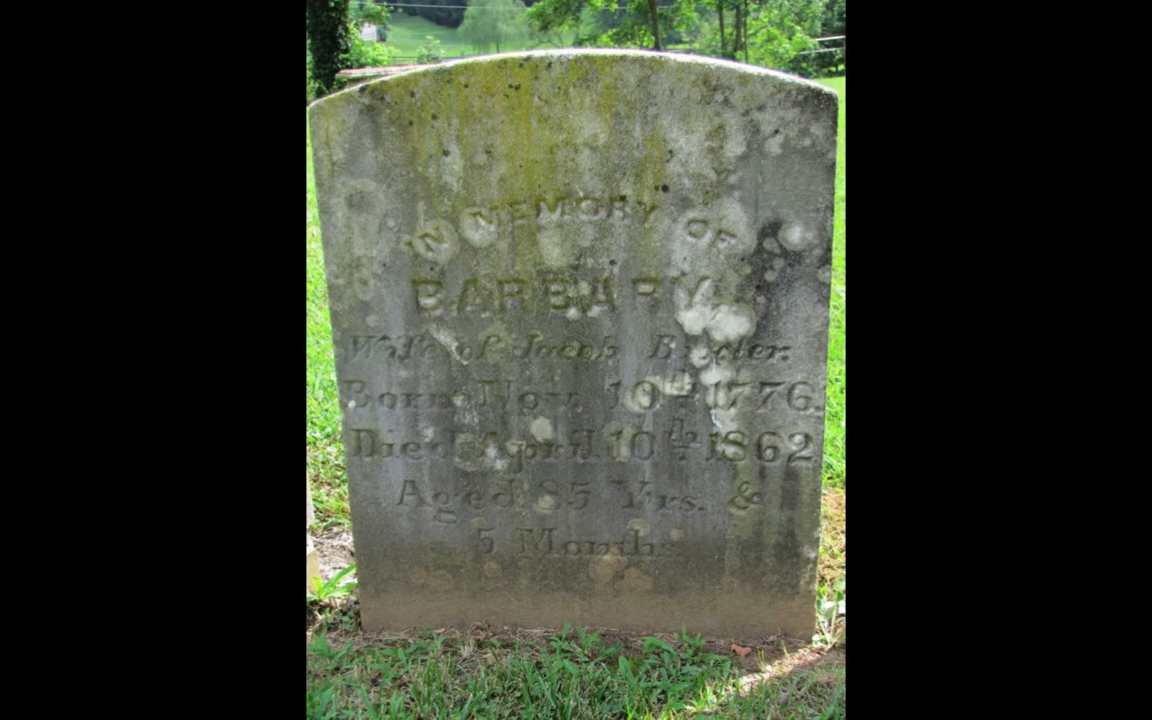 IN MEMORY OF
BARBARY
Wife of Jacob
Born Nov. 10th 1776.
Died April 10th 1862
Aged 85 Yrs. &
5 Months